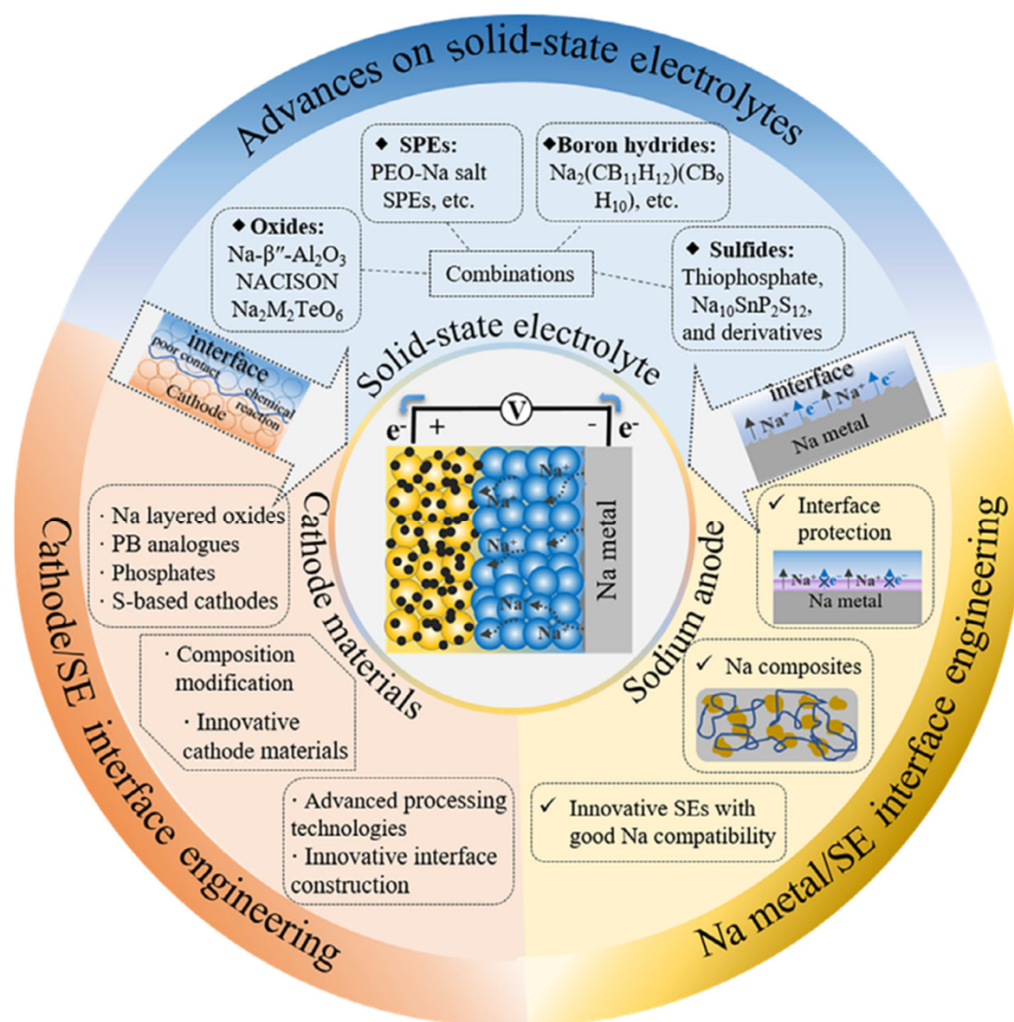 Advances on solid-state electrolytes
◆ SPEs:
PEO-Na salt
SPEs, etc.
◆Boron hydrides:
Na₂(CB₁₁H₁₂)(CB₉
H₁₀), etc.
◆ Oxides:
Na-β″-Al₂O₃
NACISON
Na₂M₂TeO₆
Combinations
◆ Sulfides:
Thiophosphate,
Na₁₀SnP₂S₁₂,
and derivatives
interface
poor contact
chemical
reaction
Cathode
Solid-state electrolyte
interface
Na⁺ e⁻ Na⁺ e⁻
Na metal
V
e⁻ + - e⁻
Na⁺
Na⁺
Na⁺
Na
Na⁺
Na metal
Cathode materials
Sodium anode
· Na layered oxides
· PB analogues
· Phosphates
· S-based cathodes
· Composition
modification
· Innovative
cathode materials
· Advanced processing
technologies
· Innovative interface
construction
Cathode/SE interface engineering
✓ Interface
protection
Na⁺ e⁻ Na⁺ e⁻
Na metal
✓ Na composites
✓ Innovative SEs with
good Na compatibility
Na metal/SE interface engineering